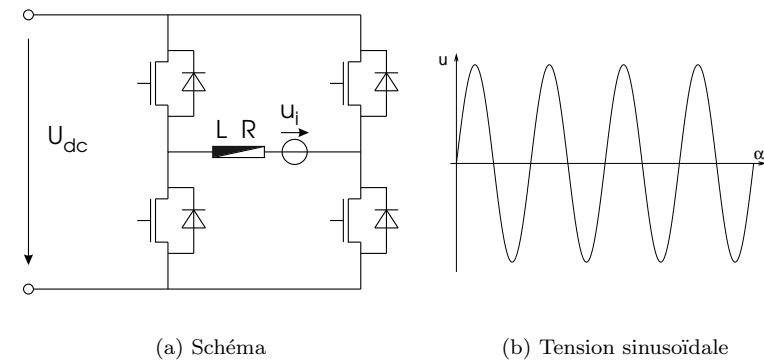 U_dc
L R
u_i
u
α
(a) Schéma
(b) Tension sinusoïdale